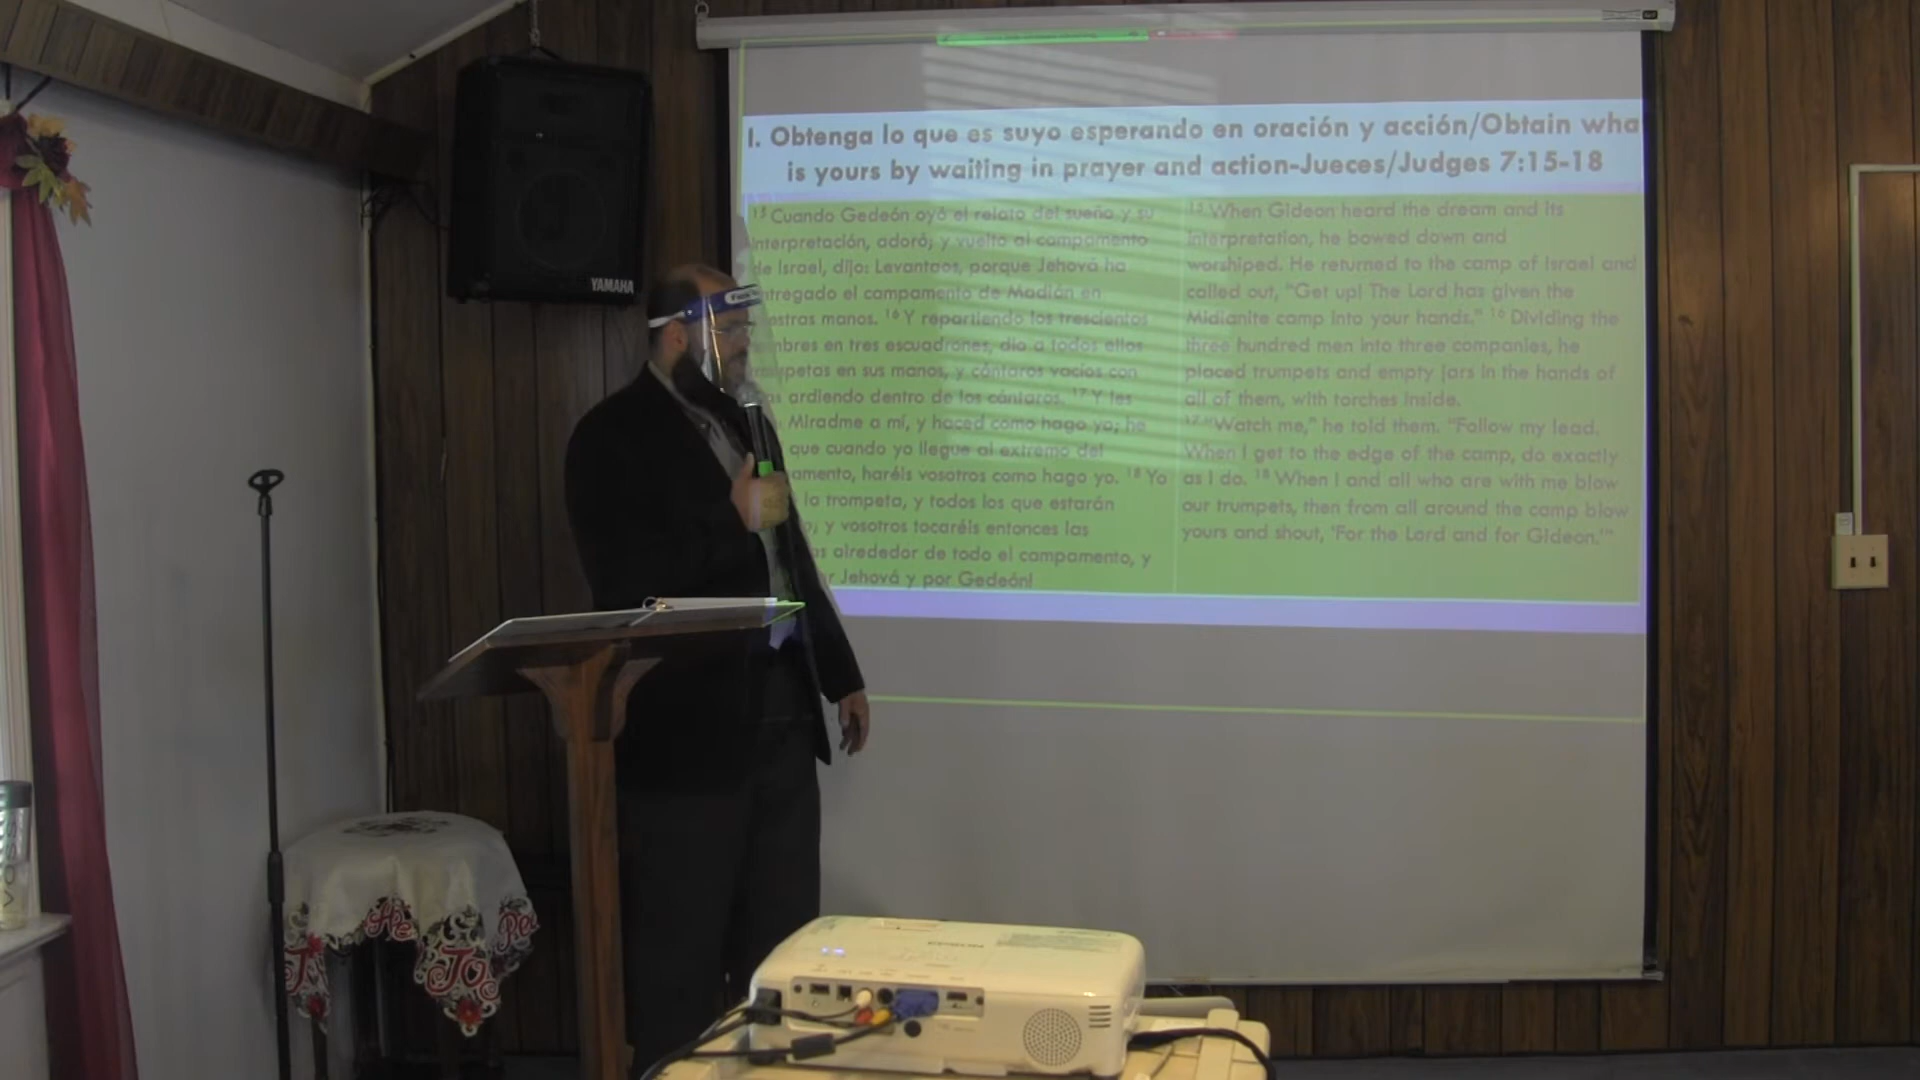 I. Obtenga lo que es suyo esperando en oración y acción/Obtain wha
is yours by waiting in prayer and action-Jueces/Judges 7:15-18
15 Cuando Gedeón oyó el relato del sueño y su
interpretación, adoró; y vuelto al campamento
de Israel, dijo: Levantaos, porque Jehová ha
ntregado el campamento de Madián en
estras manos. 16 Y repartiendo los trescientos
mbres en tres escuadrones, dio a todos ellos
petas en sus manos, y cántaros vacíos con
as ardiendo dentro de los cántaros. 17 Y les
Miradme a mí, y haced como hago yo; he
que cuando yo llegue al extremo del
amento, haréis vosotros como hago yo. 18 Yo
la trompeta, y todos los que estarán
o; y vosotros tocaréis entonces las
as alrededor de todo el campamento, y
r Jehová y por Gedeón!
15 When Gideon heard the dream and its
interpretation, he bowed down and
worshiped. He returned to the camp of Israel and
called out, "Get up! The Lord has given the
Midianite camp into your hands." 16 Dividing the
three hundred men into three companies, he
placed trumpets and empty jars in the hands of
all of them, with torches inside.
17 "Watch me," he told them. "Follow my lead.
When I get to the edge of the camp, do exactly
as I do. 18 When I and all who are with me blow
our trumpets, then from all around the camp blow
yours and shout, 'For the Lord and for Gideon.'"
YAMAHA
He
Jo
EPSON